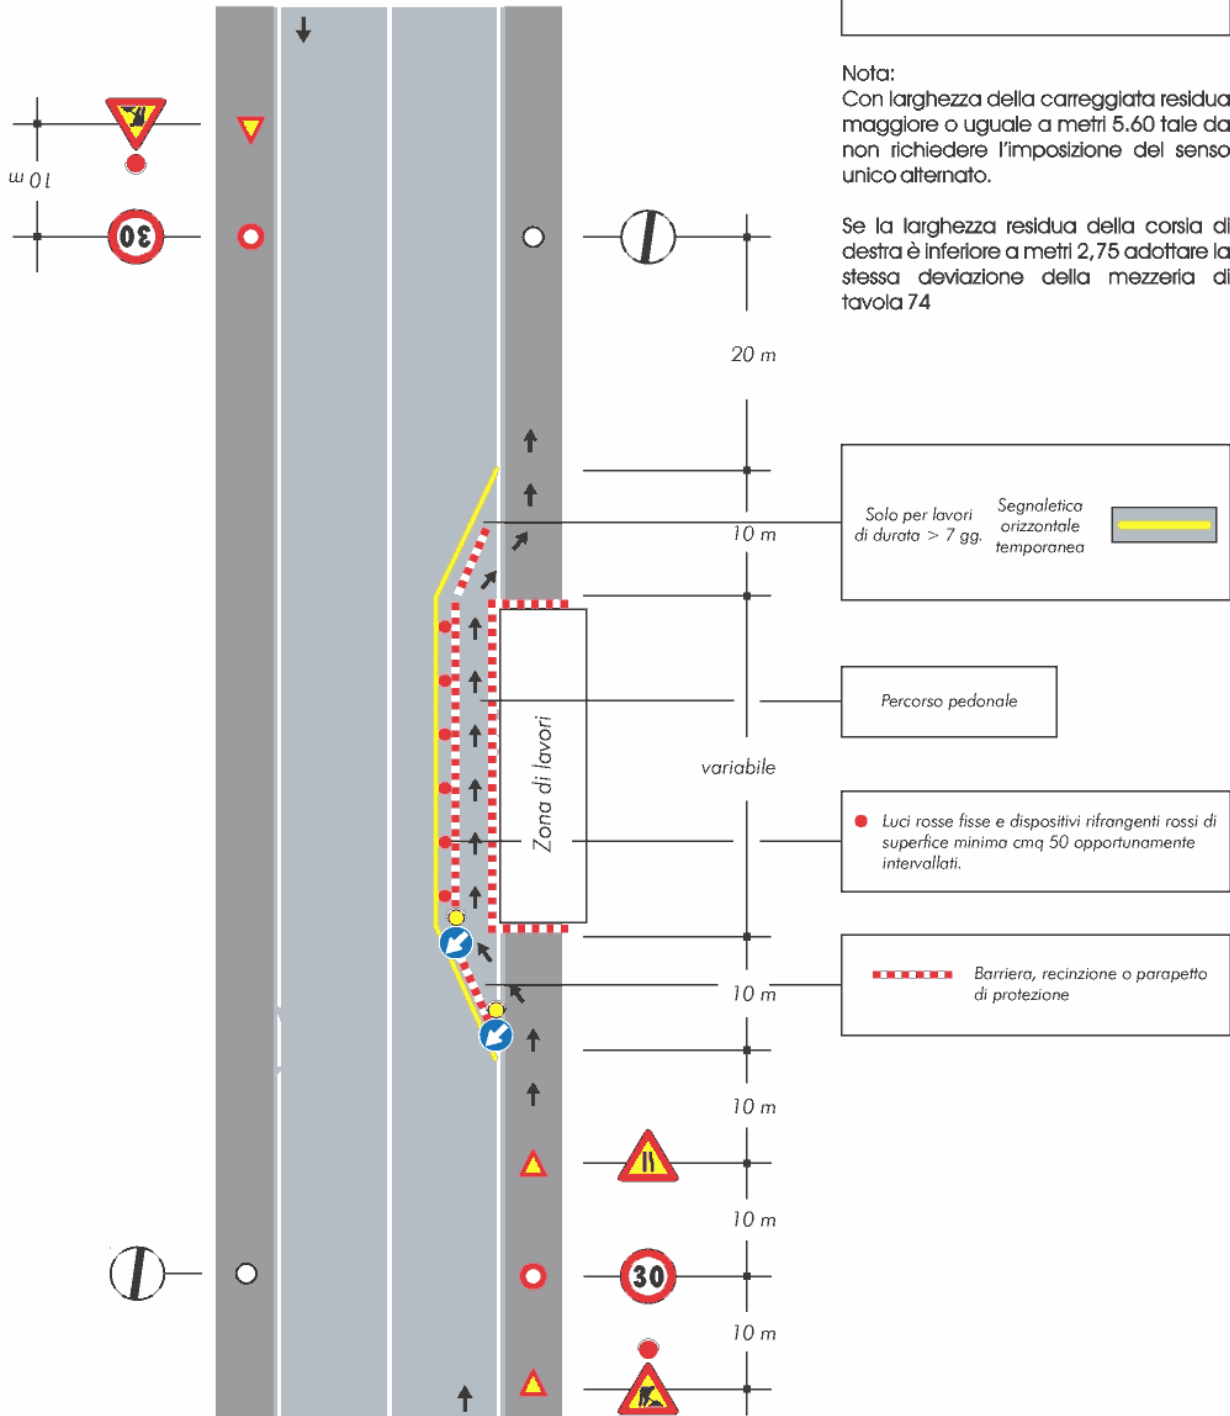 Nota:
Con larghezza della carreggiata residua
maggiore o uguale a metri 5.60 tale da
non richiedere l'imposizione del senso
unico alternato.
Se la larghezza residua della corsia di
destra è inferiore a metri 2,75 adottare la
stessa deviazione della mezzeria di
tavola 74
10 m
30
20 m
10 m
Solo per lavori
di durata > 7 gg.
Segnaletica
orizzontale
temporanea
Percorso pedonale
Zona di lavori
variabile
Luci rosse fisse e dispositivi rifrangenti rossi di
superfice minima cmq 50 opportunamente
intervallati.
Barriera, recinzione o parapetto
di protezione
10 m
10 m
10 m
30
10 m